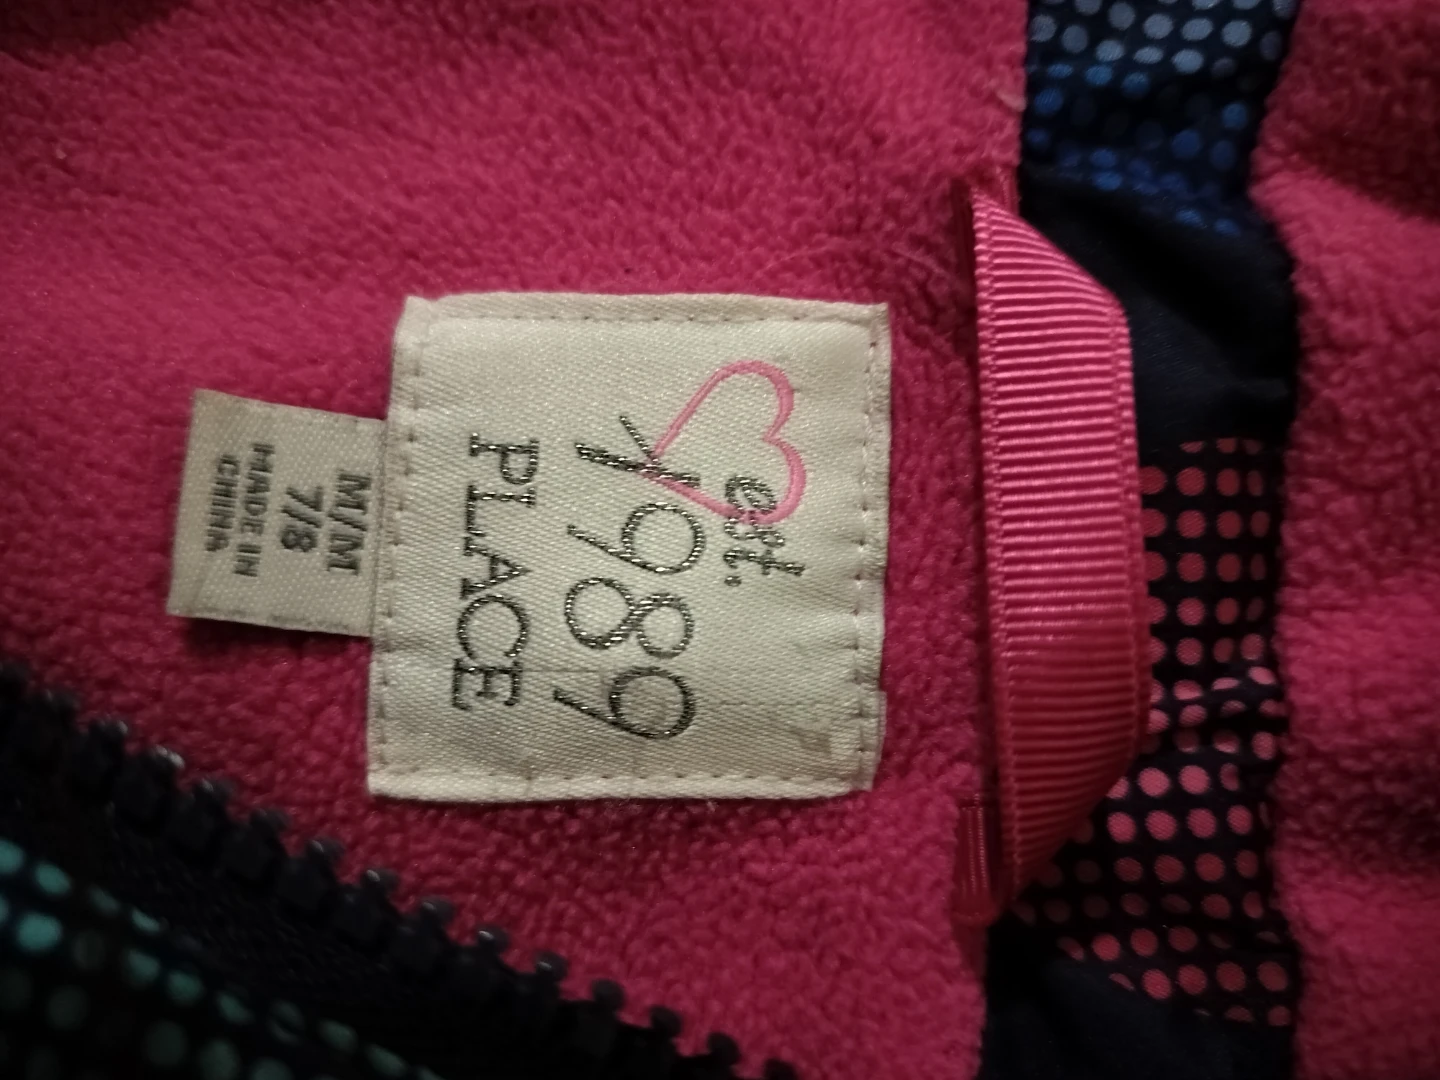 est.
1989
PLACE
M/M
7/8
MADE IN
CHINA